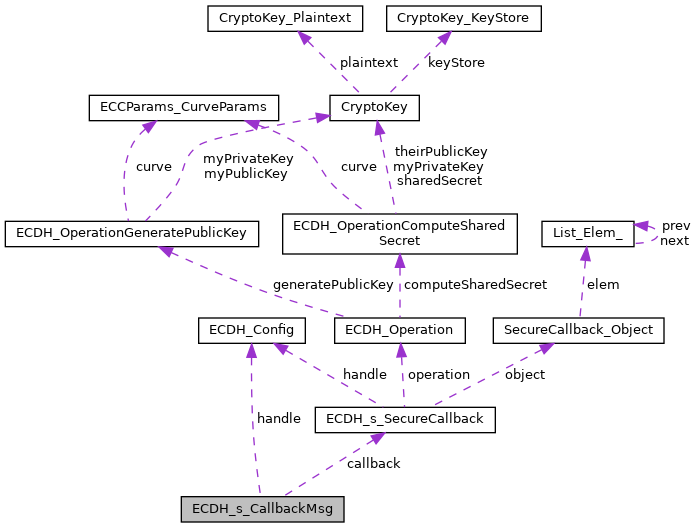 CryptoKey_Plaintext
CryptoKey_KeyStore
plaintext
keyStore
ECCParams_CurveParams
CryptoKey
curve
myPrivateKey
myPublicKey
curve
theirPublicKey
myPrivateKey
sharedSecret
ECDH_OperationGeneratePublicKey
ECDH_OperationComputeShared
Secret
List_Elem_
prev
next
generatePublicKey
computeSharedSecret
elem
ECDH_Config
ECDH_Operation
SecureCallback_Object
handle
operation
object
handle
ECDH_s_SecureCallback
callback
ECDH_s_CallbackMsg